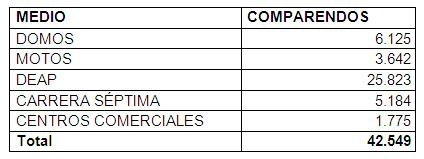 MEDIO COMPARENDOS
DOMOS 6.125
MOTOS 3.642
DEAP 25.823
CARRERA SÉPTIMA 5.184
CENTROS COMERCIALES 1.775
Total 42.549